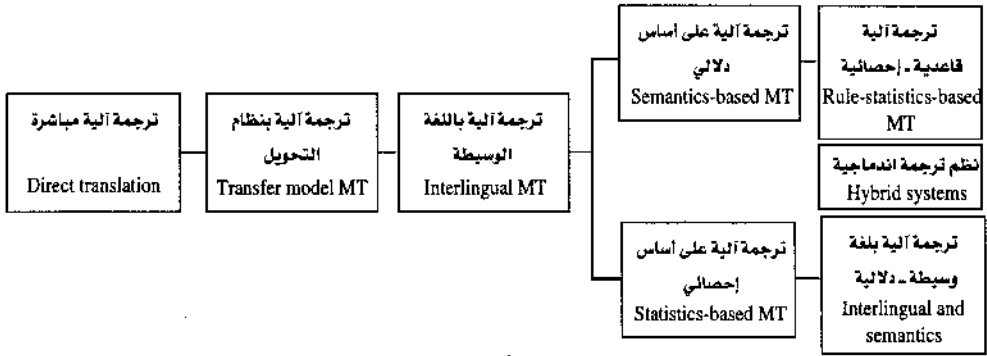 ترجمة آلية مباشرة
Direct translation
ترجمة آلية بنظام
التحويل
Transfer model MT
ترجمة آلية باللغة
الوسيطة
Interlingual MT
ترجمة آلية على أساس
دلالي
Semantics-based MT
ترجمة آلية
قاعدية - إحصائية
Rule-statistics-based
MT
نظم ترجمة اندماجية
Hybrid systems
ترجمة آلية على أساس
إحصائي
Statistics-based MT
ترجمة آلية بلغة
وسيطة - دلالية
Interlingual and
semantics